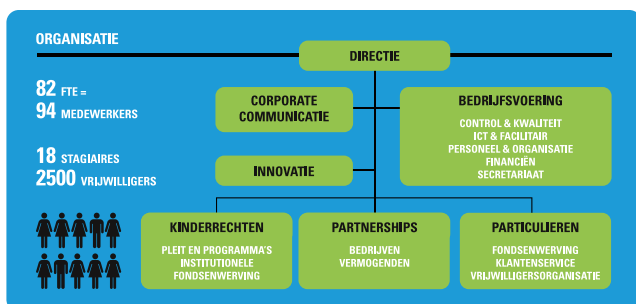 ORGANISATIE
DIRECTIE
82 FTE =
94 MEDEWERKERS
18 STAGIAIRES
2500 VRIJWILLIGERS
CORPORATE
COMMUNICATIE
INNOVATIE
BEDRIJFSVOERING
CONTROL & KWALITEIT
ICT & FACILITAIR
PERSONEEL & ORGANISATIE
FINANCIËN
SECRETARIAAT
KINDERRECHTEN
PLEIT EN PROGRAMMA'S
INSTITUTIONELE
FONDSENWERVING
PARTNERSHIPS
BEDRIJVEN
VERMOGENDEN
PARTICULIEREN
FONDSENWERVING
KLANTENSERVICE
VRIJWILLIGERSORGANISATIE